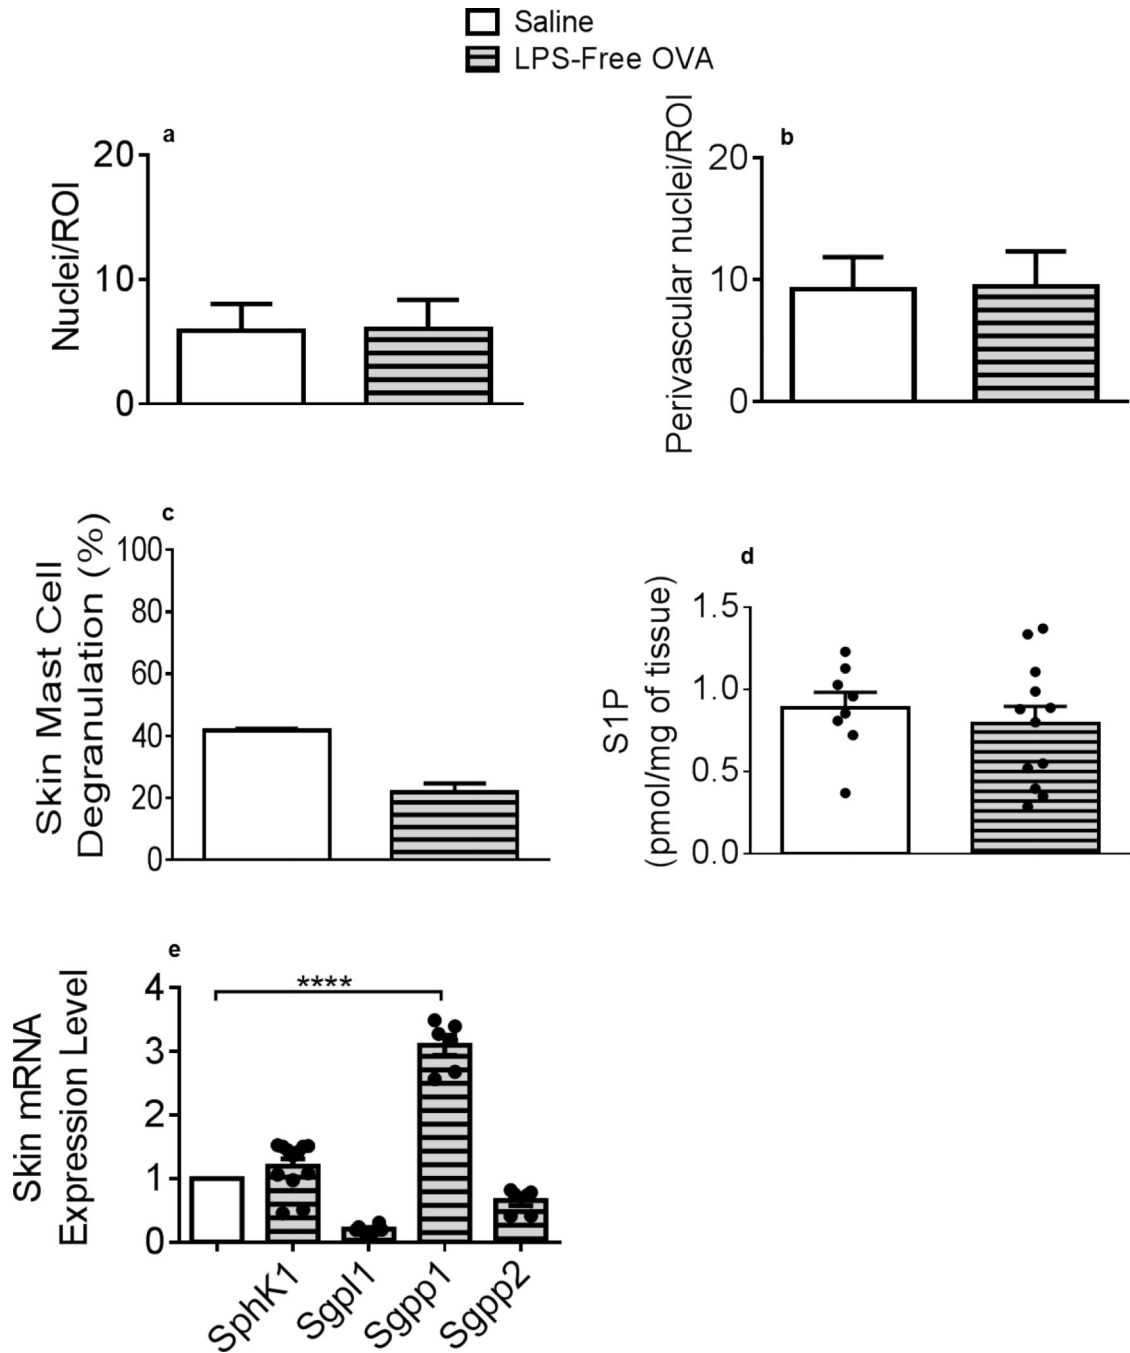 Saline
LPS-Free OVA
a
Nuclei/ROI
20
10
0
b
Perivascular nuclei/ROI
20
10
0
c
Skin Mast Cell
Degranulation (%)
100
80
60
40
20
0
d
S1P
(pmol/mg of tissue)
1.5
1.0
0.5
0.0
e
Skin mRNA
Expression Level
4
3
2
1
0
****
SphK1
Sgpl1
Sgpp1
Sgpp2